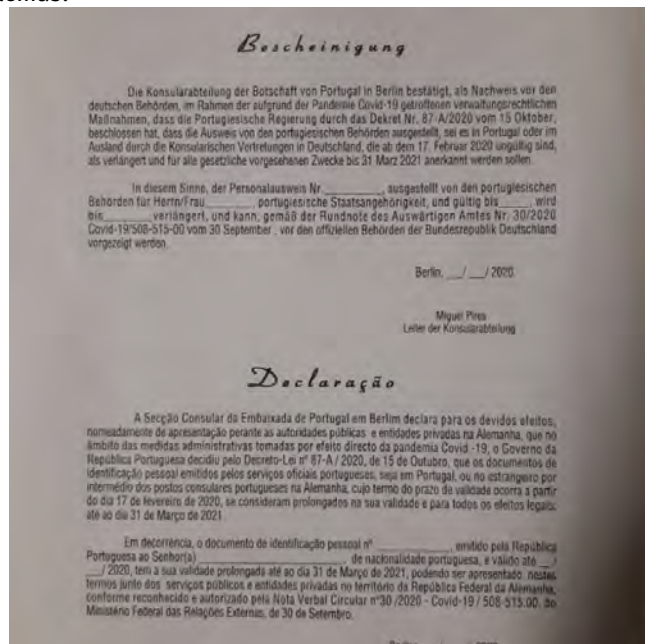 Bescheinigung
Die Konsularabteilung der Botschaft von Portugal in Berlin bestätigt, als Nachweis vor den
deutschen Behörden, im Rahmen der aufgrund der Pandemie Covid-19 getroffenen verwaltungsrechtlichen
Maßnahmen, dass die Portugiesische Regierung durch das Dekret Nr. 87-A/2020 vom 15 Oktober,
beschlossen hat, dass die Ausweis von den portugiesischen Behörden ausgestellt, sei es in Portugal oder im
Ausland durch die Konsularischen Vertretungen in Deutschland, die ab dem 17. Februar 2020 ungültig sind,
als verlängert und für alle gesetzliche vorgesehenen Zwecke bis 31 Marz 2021 anerkannt werden sollen.
In diesem Sinne, der Personalausweis Nr.__________, ausgestellt von den portugiesischen
Behörden für Herrn/Frau________, portugiesische Staatsangehörigkeit, und gültig bis_____, wird
bis_______ verlängert, und kann, gemäß der Rundnote des Auswärtigen Amtes Nr. 30/2020
Covid-19/508-515-00 vom 30 September , vor den offiziellen Behörden der Bundesrepublik Deutschland
vorgezeigt werden.
Berlin, __/ __/ 2020.
Miguel Pires
Leiter der Konsularabteilung
Declaração
A Secção Consular da Embaixada de Portugal em Berlim declara para os devidos efeitos,
nomeadamente de apresentação perante as autoridades públicas e entidades privadas na Alemanha, que no
âmbito das medidas administrativas tomadas por efeito directo da pandemia Covid -19, o Governo da
República Portuguesa decidiu pelo Decreto-Lei nº 87-A / 2020, de 15 de Outubro, que os documentos de
identificação pessoal emitidos pelos serviços oficiais portugueses, seja em Portugal, ou no estrangeiro por
intermédio dos postos consulares portugueses na Alemanha, cujo termo do prazo de validade ocorra a partir
do dia 17 de fevereiro de 2020, se consideram prolongados na sua validade e para todos os efeitos legais:
até ao dia 31 de Março de 2021.
Em decorrência, o documento de identificação pessoal nº ______________, emitido pela República
Portuguesa ao Senhor(a) ______________________, de nacionalidade portuguesa, e válido até __/
__/ 2020, tem a sua validade prolongada até ao dia 31 de Março de 2021, podendo ser apresentado nestes
termos junto dos serviços públicos e entidades privadas no território da República Federal da Alemanha,
conforme reconhecido e autorizado pela Nota Verbal Circular nº30 /2020 - Covid-19 / 508-515.00, do
Ministério Federal das Relações Externas, de 30 de Setembro.